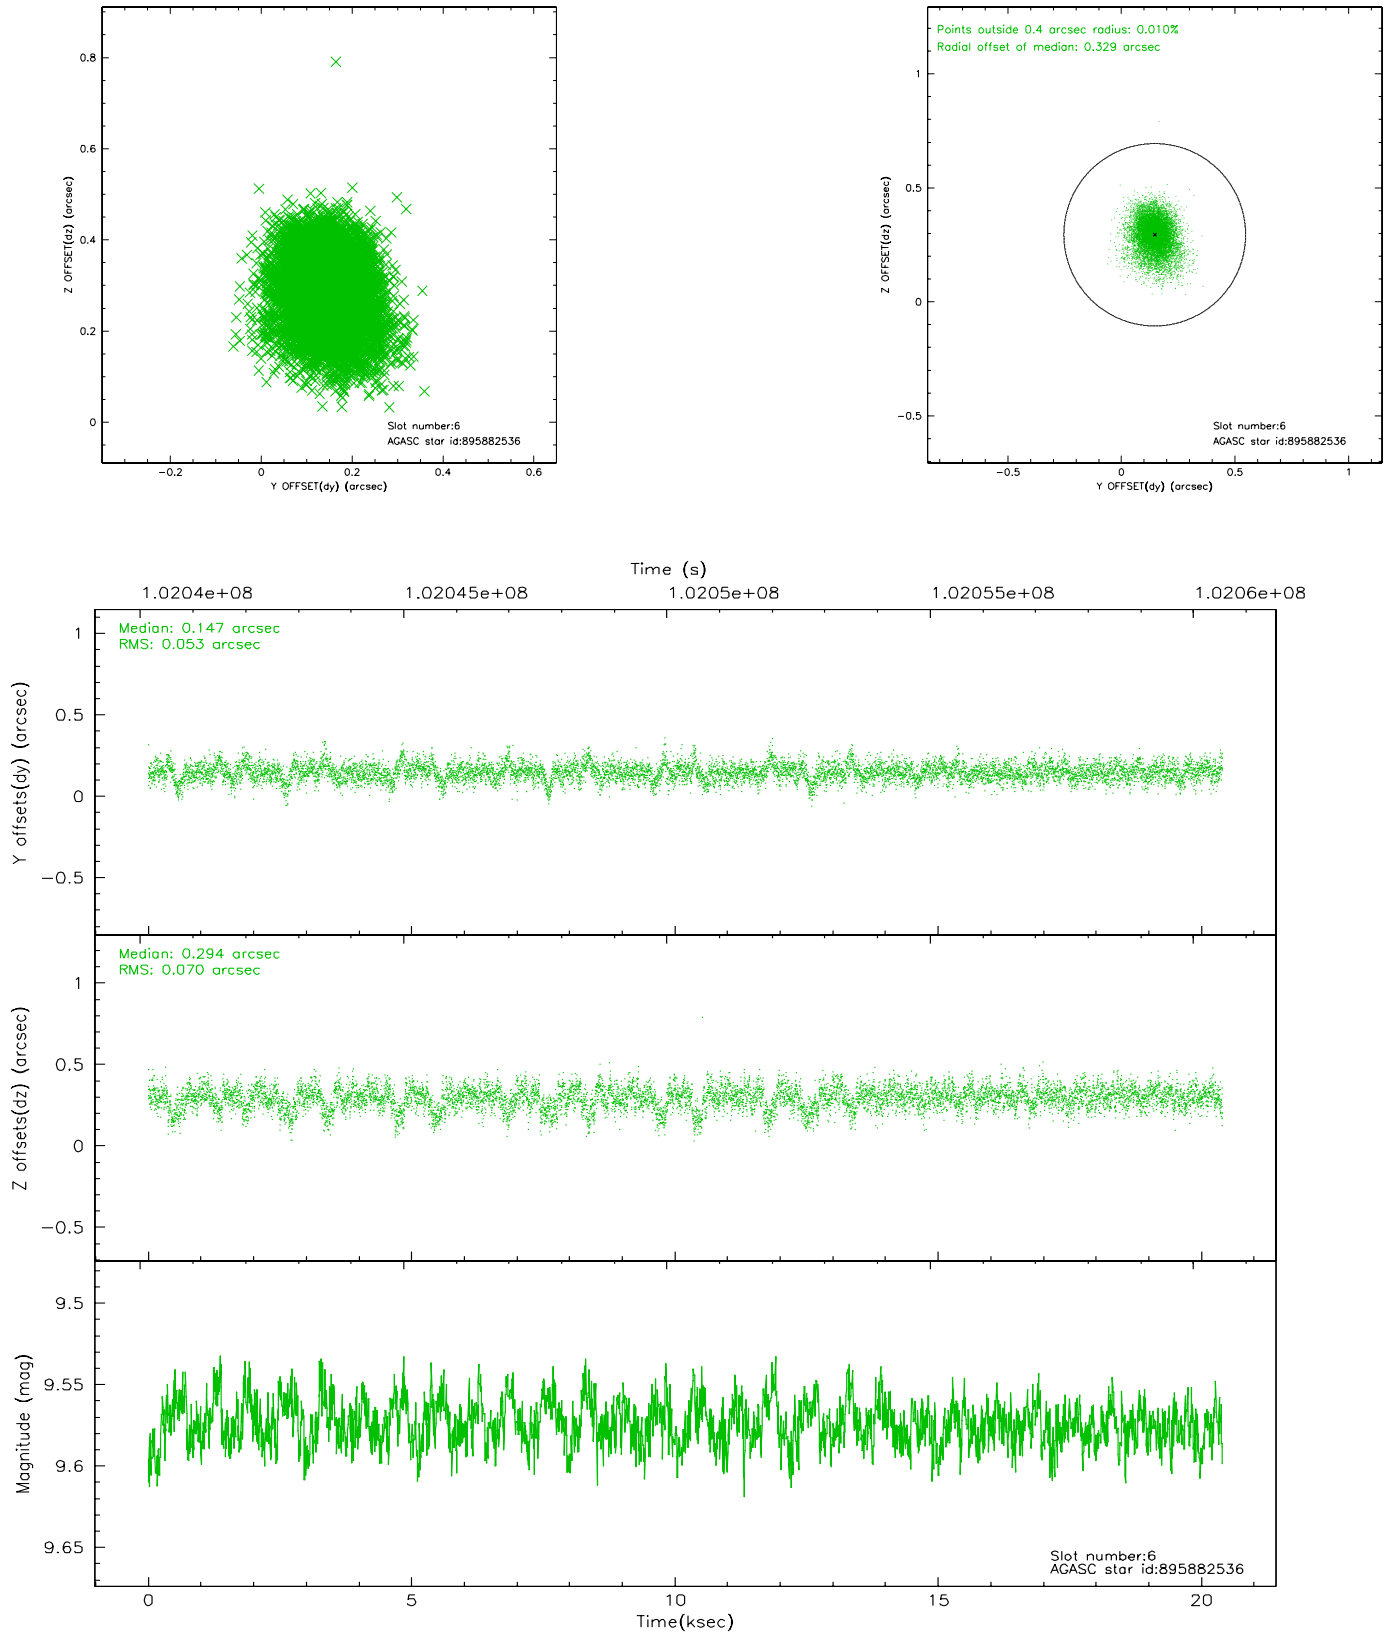 0.8
0.6
0.4
0.2
0
Z OFFSET(dz) (arcsec)
Slot number:6
AGASC star id:895882536
−0.2 0 0.2 0.4 0.6
Y OFFSET(dy) (arcsec)
Points outside 0.4 arcsec radius: 0.010%
Radial offset of median: 0.329 arcsec
1
0.5
0
−0.5
Z OFFSET(dz) (arcsec)
Slot number:6
AGASC star id:895882536
−0.5 0 0.5 1
Y OFFSET(dy) (arcsec)
Time (s)
1.0204e+08 1.02045e+08 1.0205e+08 1.02055e+08 1.0206e+08
Median: 0.147 arcsec
RMS: 0.053 arcsec
1
0.5
0
−0.5
Y offsets(dy) (arcsec)
Median: 0.294 arcsec
RMS: 0.070 arcsec
1
0.5
0
−0.5
Z offsets(dz) (arcsec)
9.5
9.55
9.6
9.65
Magnitude (mag)
Slot number:6
AGASC star id:895882536
0 5 10 15 20
Time(ksec)